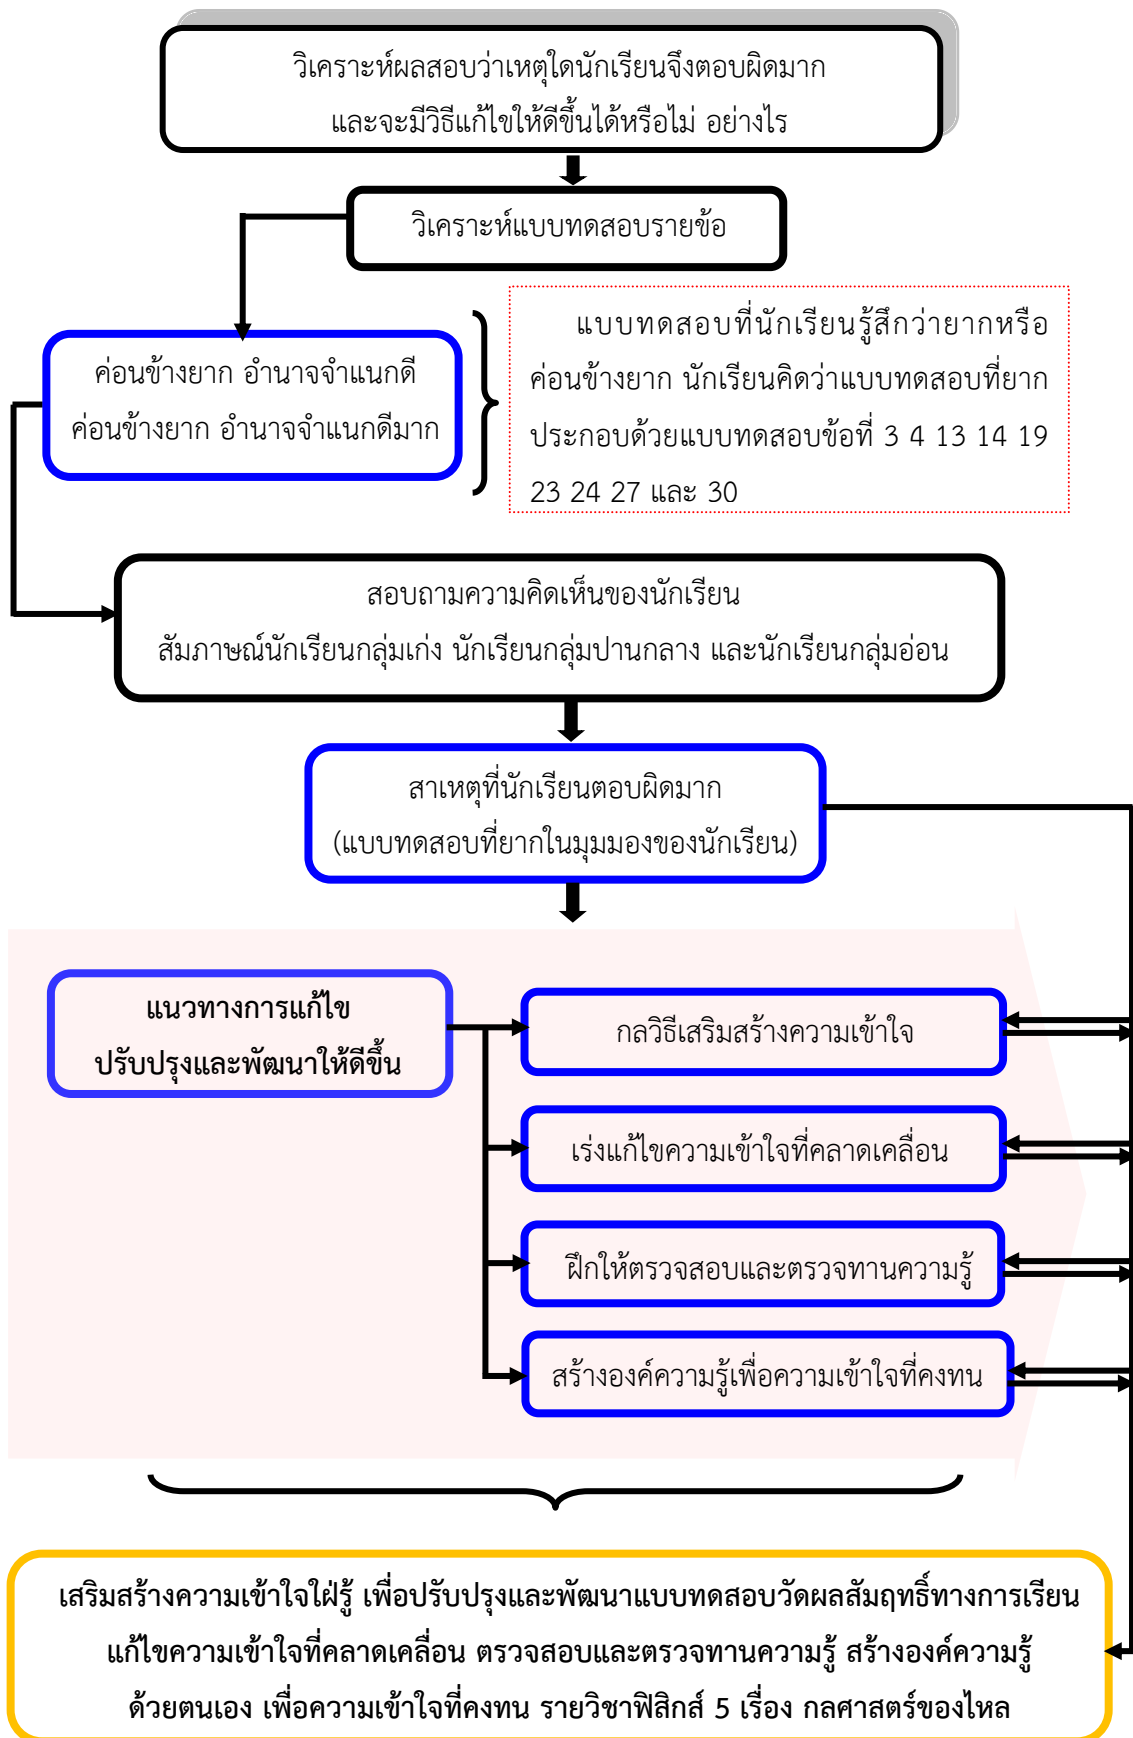 วิเคราะห์ผลสอบว่าเหตุใดนักเรียนจึงตอบผิดมาก
และจะมีวิธีแก้ไขให้ดีขึ้นได้หรือไม่ อย่างไร
วิเคราะห์แบบทดสอบรายข้อ
ค่อนข้างยาก อำนาจจำแนกดี
ค่อนข้างยาก อำนาจจำแนกดีมาก
แบบทดสอบที่นักเรียนรู้สึกว่ายากหรือ
ค่อนข้างยาก นักเรียนคิดว่าแบบทดสอบที่ยาก
ประกอบด้วยแบบทดสอบข้อที่ 3 4 13 14 19
23 24 27 และ 30
สอบถามความคิดเห็นของนักเรียน
สัมภาษณ์นักเรียนกลุ่มเก่ง นักเรียนกลุ่มปานกลาง และนักเรียนกลุ่มอ่อน
สาเหตุที่นักเรียนตอบผิดมาก
(แบบทดสอบที่ยากในมุมมองของนักเรียน)
แนวทางการแก้ไข
ปรับปรุงและพัฒนาให้ดีขึ้น
กลวิธีเสริมสร้างความเข้าใจ
เร่งแก้ไขความเข้าใจที่คลาดเคลื่อน
ฝึกให้ตรวจสอบและตรวจทานความรู้
สร้างองค์ความรู้เพื่อความเข้าใจที่คงทน
เสริมสร้างความเข้าใจใฝ่รู้ เพื่อปรับปรุงและพัฒนาแบบทดสอบวัดผลสัมฤทธิ์ทางการเรียน
แก้ไขความเข้าใจที่คลาดเคลื่อน ตรวจสอบและตรวจทานความรู้ สร้างองค์ความรู้
ด้วยตนเอง เพื่อความเข้าใจที่คงทน รายวิชาฟิสิกส์ 5 เรื่อง กลศาสตร์ของไหล